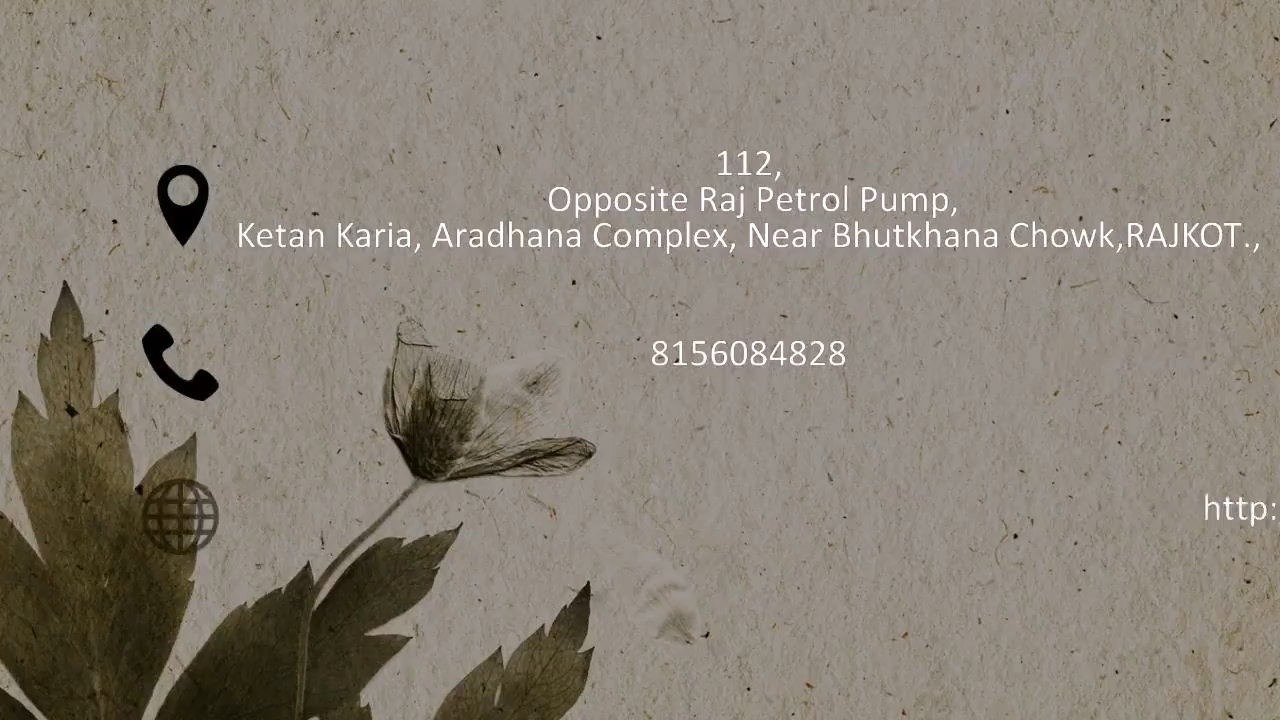 112,
Opposite Raj Petrol Pump,
Ketan Karia, Aradhana Complex, Near Bhutkhana Chowk,RAJKOT.,
8156084828
http: